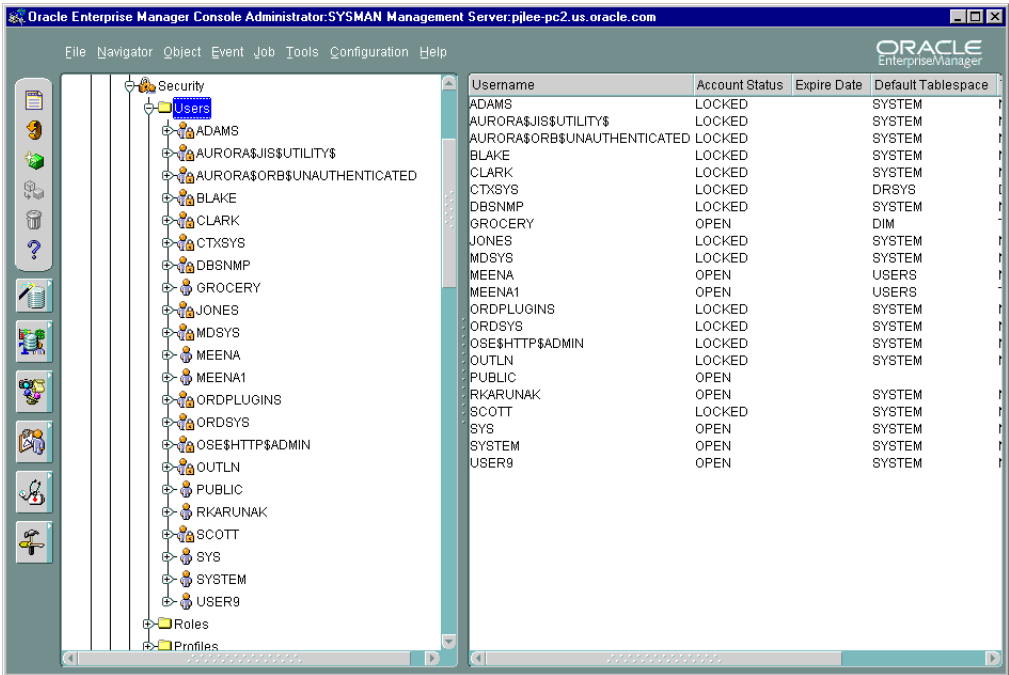 Oracle Enterprise Manager Console Administrator:SYSMAN Management Server:pjlee-pc2.us.oracle.com
File Navigator Object Event Job Tools Configuration Help
ORACLE
EnterpriseManager
Security
Users
ADAMS
AURORA$JIS$UTILITY$
AURORA$ORB$UNAUTHENTICATED
BLAKE
CLARK
CTXSYS
DBSNMP
GROCERY
JONES
MDSYS
MEENA
MEENA1
ORDPLUGINS
ORDSYS
OSE$HTTP$ADMIN
OUTLN
PUBLIC
RKARUNAK
SCOTT
SYS
SYSTEM
USER9
Roles
Profiles
Username Account Status Expire Date Default Tablespace
ADAMS LOCKED SYSTEM
AURORA$JIS$UTILITY$ LOCKED SYSTEM
AURORA$ORB$UNAUTHENTICATED LOCKED SYSTEM
BLAKE LOCKED SYSTEM
CLARK LOCKED SYSTEM
CTXSYS LOCKED DRSYS
DBSNMP LOCKED SYSTEM
GROCERY OPEN DIM
JONES LOCKED SYSTEM
MDSYS LOCKED SYSTEM
MEENA OPEN USERS
MEENA1 OPEN USERS
ORDPLUGINS LOCKED SYSTEM
ORDSYS LOCKED SYSTEM
OSE$HTTP$ADMIN LOCKED SYSTEM
OUTLN LOCKED SYSTEM
PUBLIC OPEN
RKARUNAK OPEN SYSTEM
SCOTT LOCKED SYSTEM
SYS OPEN SYSTEM
SYSTEM OPEN SYSTEM
USER9 OPEN SYSTEM